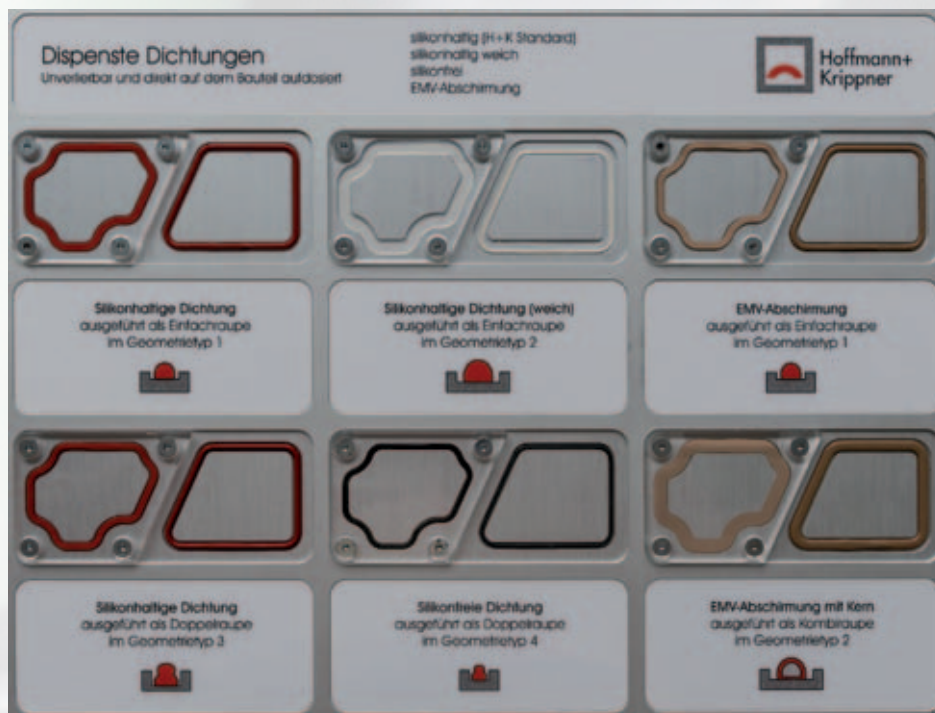 Dispenste Dichtungen
Unverlierbar und direkt auf dem Bauteil aufdosiert
silikonhaltig (H+K Standard)
silikonhaltig weich
silikonfrei
EMV-Abschirmung
Hoffmann+
Krippner
Silikonhaltige Dichtung
ausgeführt als Einfachraupe
im Geometrietyp 1
Silikonhaltige Dichtung (weich)
ausgeführt als Einfachraupe
im Geometrietyp 2
EMV-Abschirmung
ausgeführt als Einfachraupe
im Geometrietyp 1
Silikonhaltige Dichtung
ausgeführt als Doppelraupe
im Geometrietyp 3
Silikonfreie Dichtung
ausgeführt als Doppelraupe
im Geometrietyp 4
EMV-Abschirmung mit Kern
ausgeführt als Kombiraupe
im Geometrietyp 2